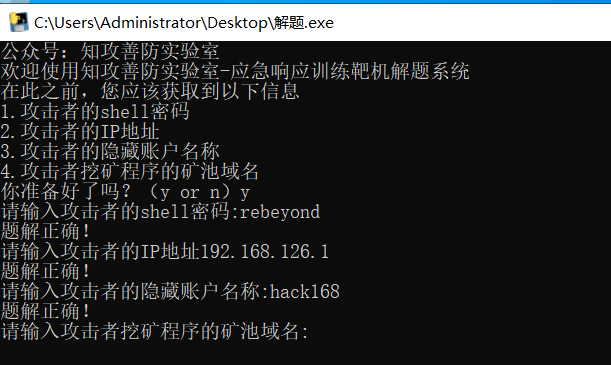 C:\Users\Administrator\Desktop\解题.exe
公众号：知攻善防实验室
欢迎使用知攻善防实验室-应急响应训练靶机解题系统
在此之前，您应该获取到以下信息
1.攻击者的shell密码
2.攻击者的IP地址
3.攻击者的隐藏账户名称
4.攻击者挖矿程序的矿池域名
你准备好了吗？（y or n）y
请输入攻击者的shell密码:rebeyond
题解正确！
请输入攻击者的IP地址192.168.126.1
题解正确！
请输入攻击者的隐藏账户名称:hack168
题解正确！
请输入攻击者挖矿程序的矿池域名: